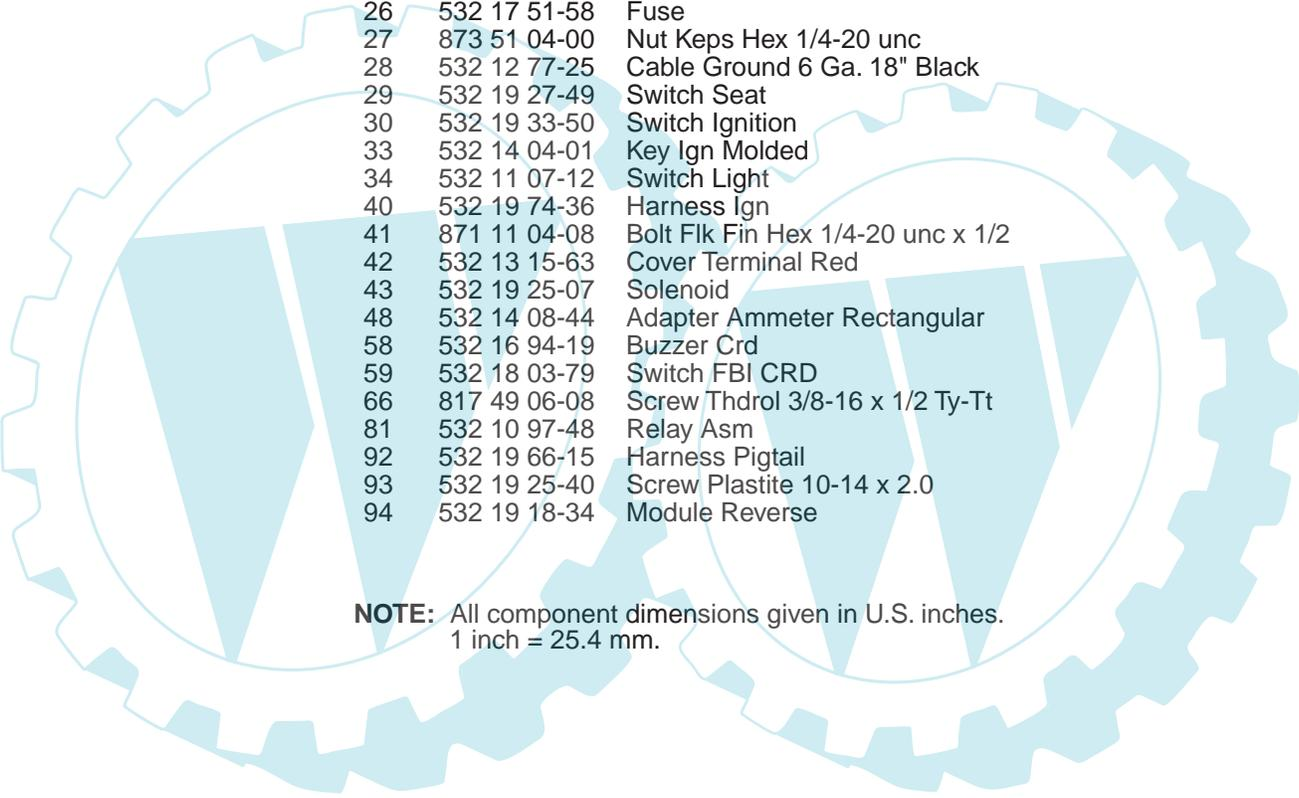 26 532 17 51-58 Fuse
27 873 51 04-00 Nut Keps Hex 1/4-20 unc
28 532 12 77-25 Cable Ground 6 Ga. 18" Black
29 532 19 27-49 Switch Seat
30 532 19 33-50 Switch Ignition
33 532 14 04-01 Key Ign Molded
34 532 11 07-12 Switch Light
40 532 19 74-36 Harness Ign
41 871 11 04-08 Bolt Flk Fin Hex 1/4-20 unc x 1/2
42 532 13 15-63 Cover Terminal Red
43 532 19 25-07 Solenoid
48 532 14 08-44 Adapter Ammeter Rectangular
58 532 16 94-19 Buzzer Crd
59 532 18 03-79 Switch FBI CRD
66 817 49 06-08 Screw Thdrol 3/8-16 x 1/2 Ty-Tt
81 532 10 97-48 Relay Asm
92 532 19 66-15 Harness Pigtail
93 532 19 25-40 Screw Plastite 10-14 x 2.0
94 532 19 18-34 Module Reverse
NOTE: All component dimensions given in U.S. inches.
1 inch = 25.4 mm.